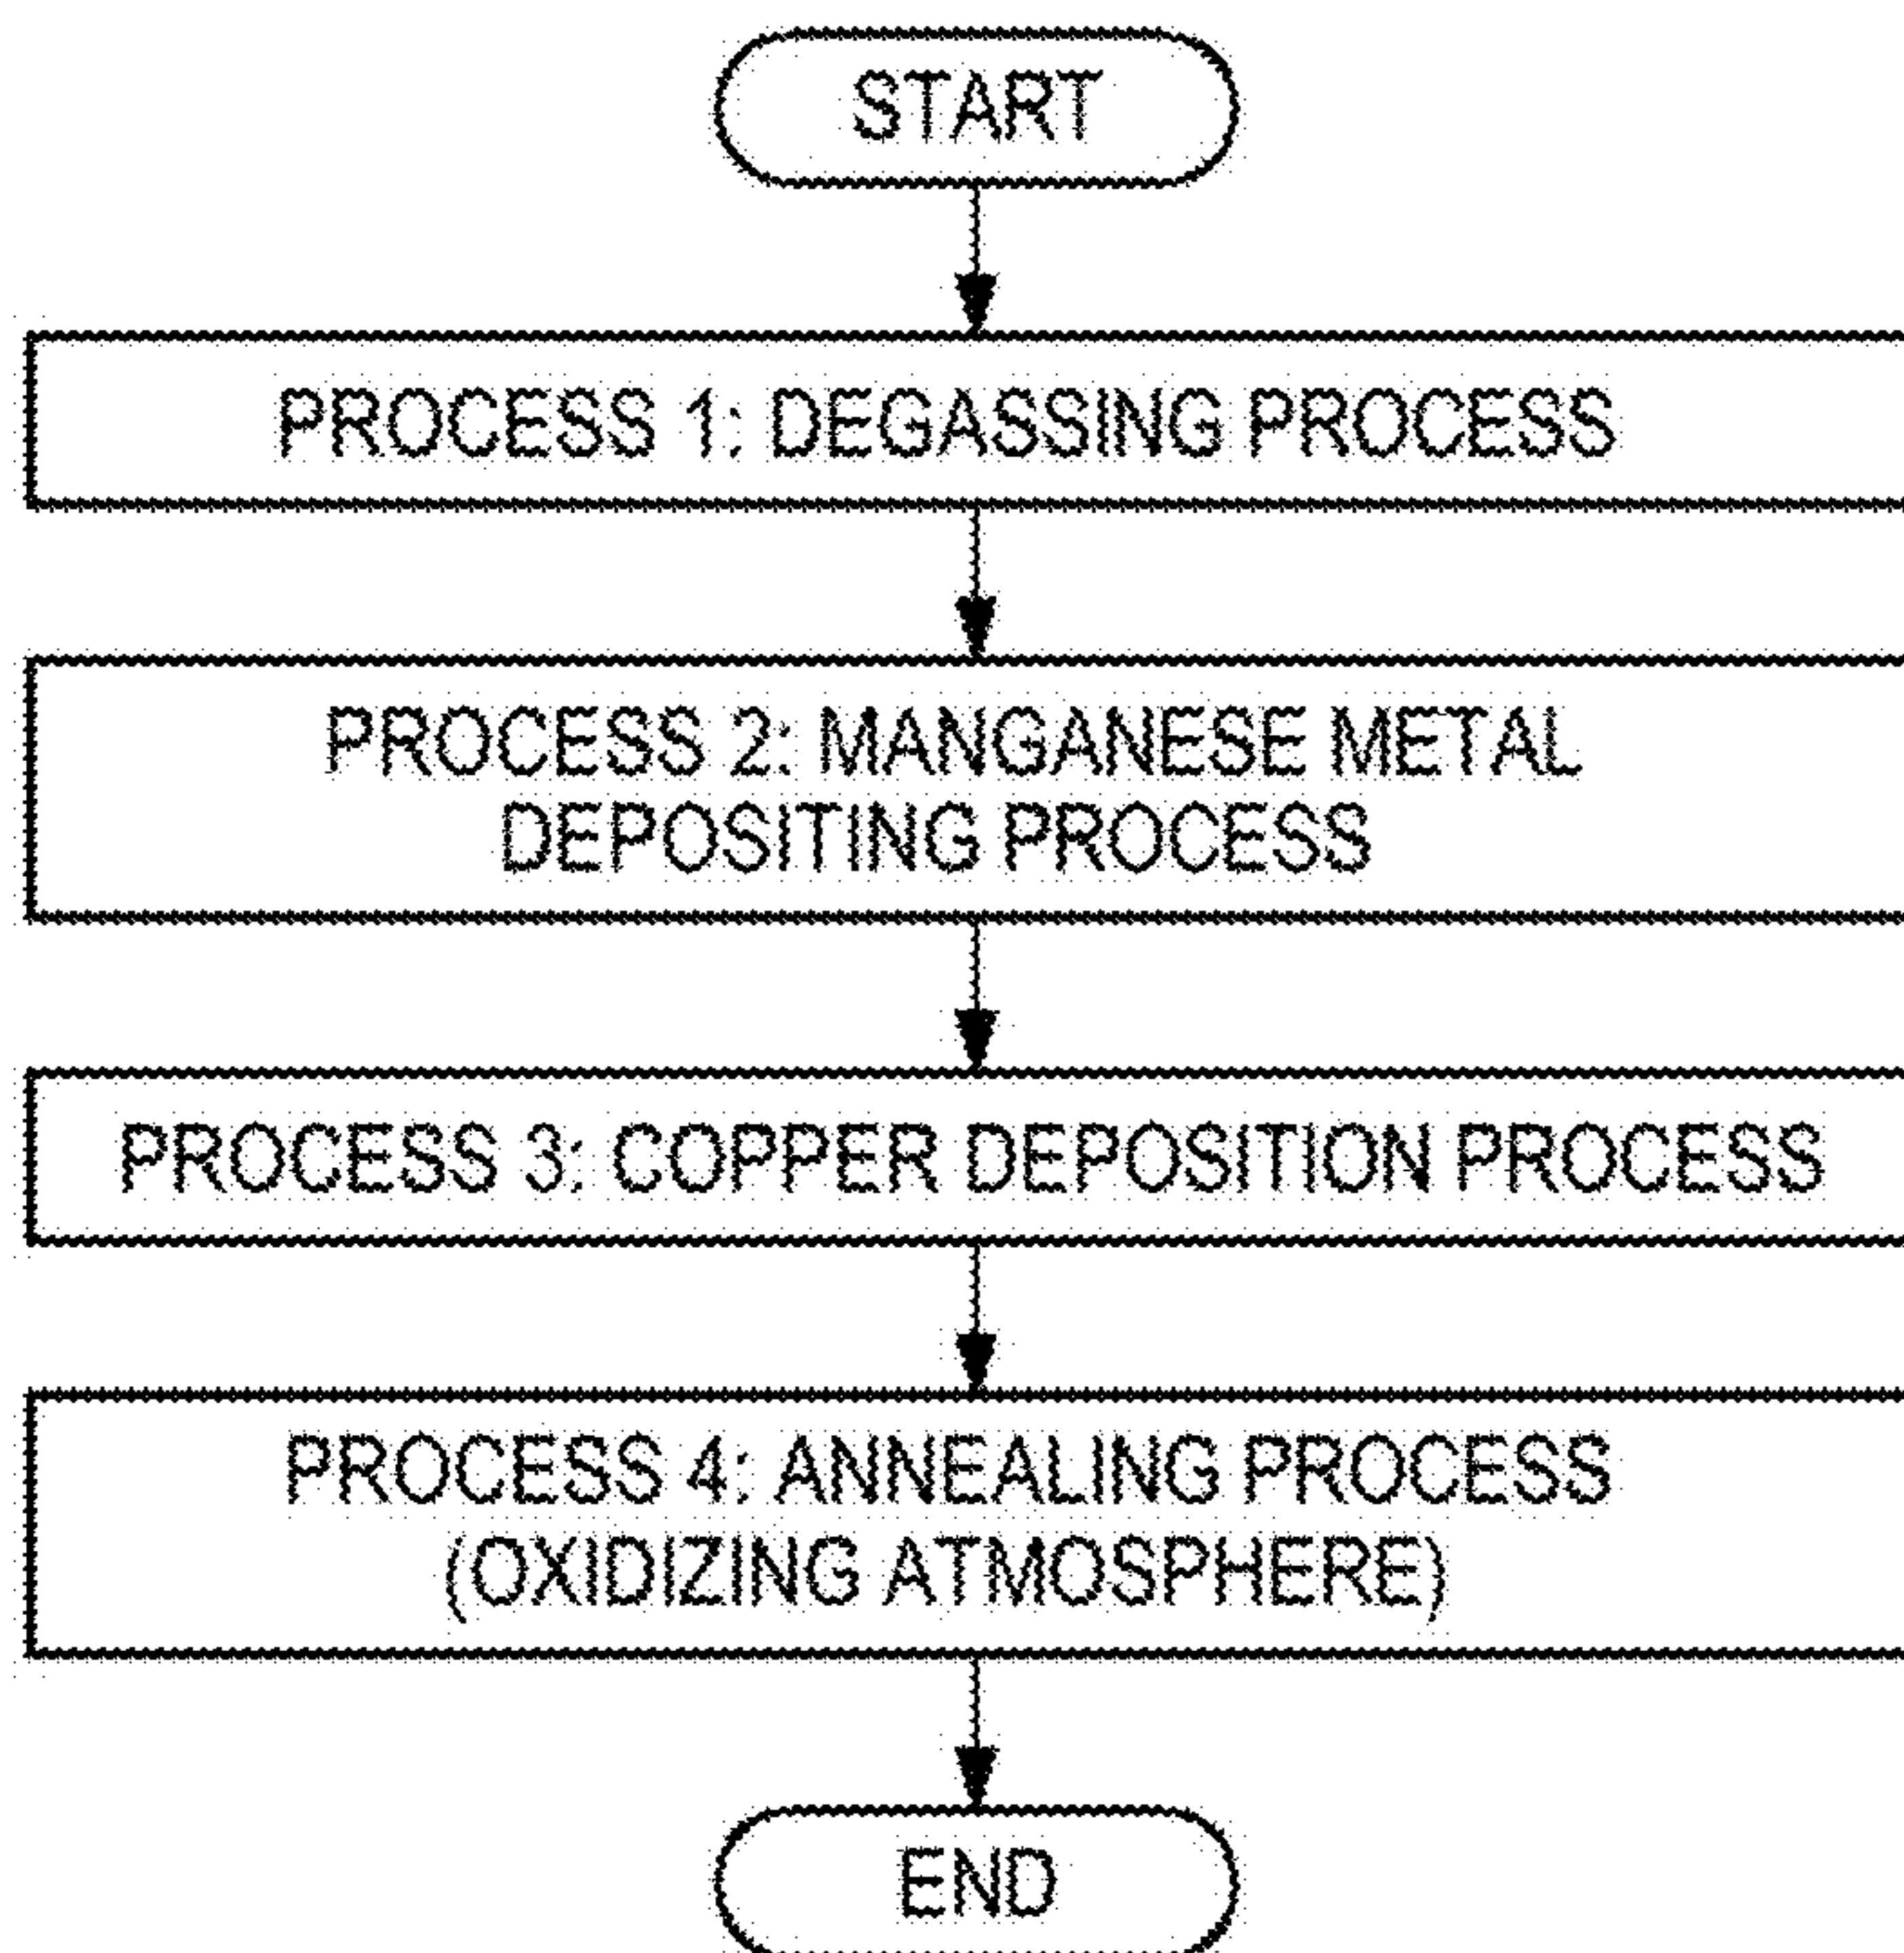 START
PROCESS 1: DEGASSING PROCESS
PROCESS 2: MANGANESE METAL
DEPOSITING PROCESS
PROCESS 3: COPPER DEPOSITION PROCESS
PROCESS 4: ANNEALING PROCESS
(OXIDIZING ATMOSPHERE)
END